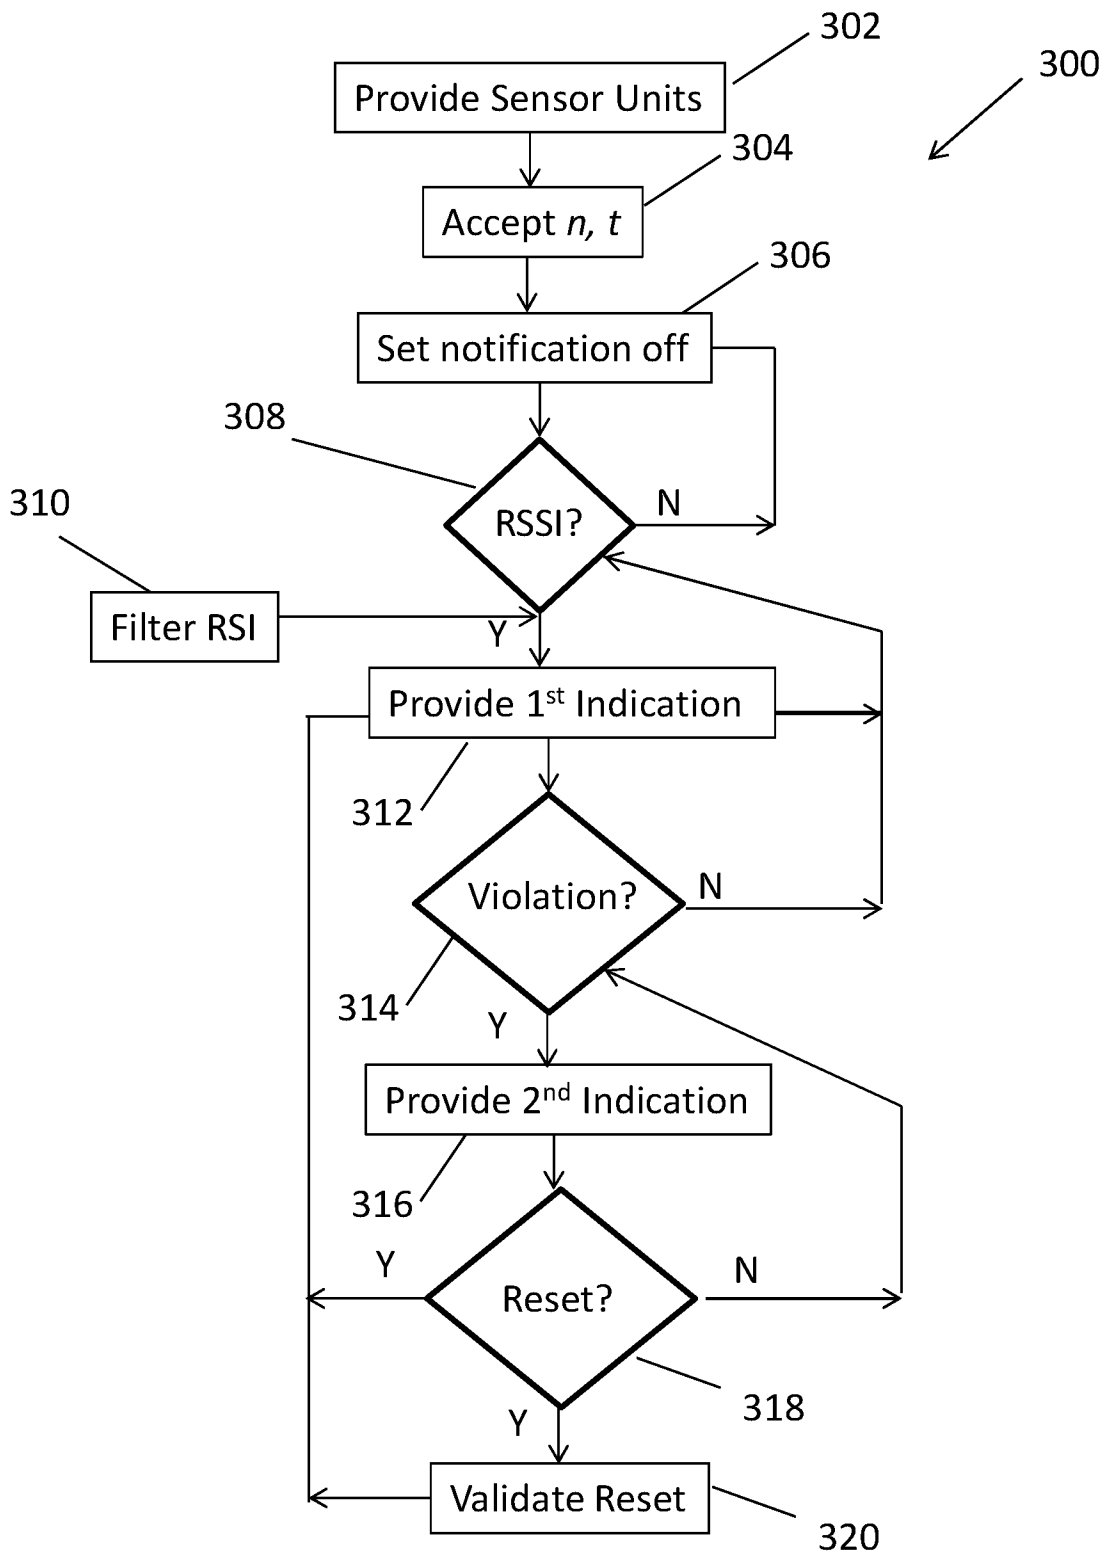 302
300
Provide Sensor Units
304
Accept n, t
306
Set notification off
308
310
RSSI?
N
Filter RSI
Y
Provide 1st Indication
312
Violation?
N
314
Y
Provide 2nd Indication
316
Y
N
Reset?
318
Y
Validate Reset
320